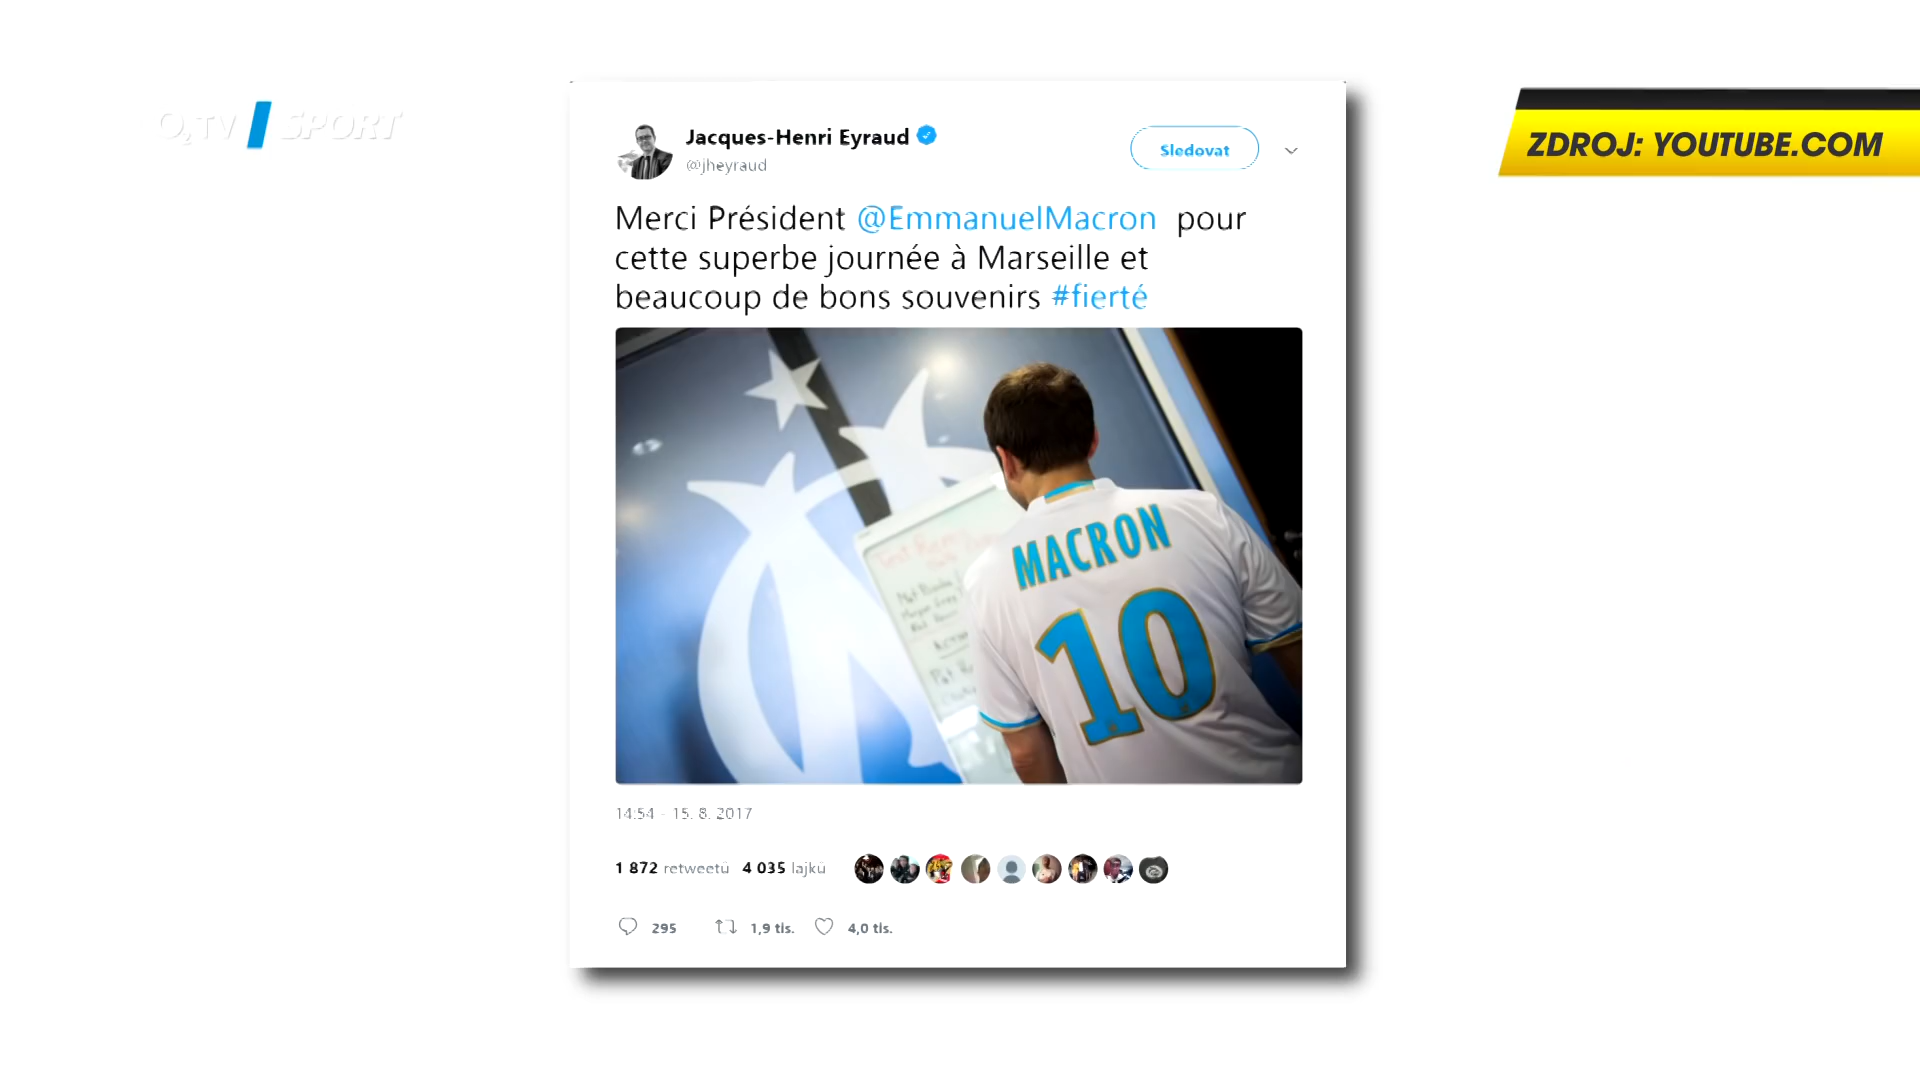 O2 TV SPORT
ZDROJ: YOUTUBE.COM
Jacques-Henri Eyraud
@jheyraud
Sledovat
Merci Président @EmmanuelMacron pour
cette superbe journée à Marseille et
beaucoup de bons souvenirs #fierté
MACRON
10
14:54 - 15. 8. 2017
1 872 retweetů 4 035 lajků
295 1,9 tis. 4,0 tis.